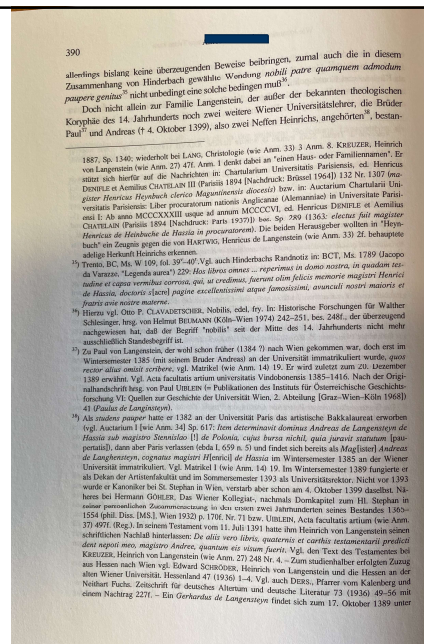 390
allerdings bislang keine überzeugenden Beweise beibringen, zumal auch die in diesem
Zusammenhang von Hinderbach gewählte Wendung nobili patre quamquem admodum
paupere genitus³⁵ nicht unbedingt eine solche bedingen muß³⁶.
Doch nicht allein zur Familie Langenstein, der außer der bekannten theologischen
Koryphäe des 14. Jahrhunderts noch zwei weitere Wiener Universitätslehrer, die Brüder
Paul³⁷ und Andreas († 4. Oktober 1399), also zwei Neffen Heinrichs, angehörten³⁸, bestan-
1887, Sp. 1340; wiederholt bei LANG, Christologie (wie Anm. 33) 3 Anm. 8. KREUZER, Heinrich
von Langenstein (wie Anm. 27) 47f. Anm. 1 denkt dabei an "einen Haus- oder Familiennamen". Er
stützt sich hierfür auf die Nachrichten in: Chartularium Universitatis Parisiensis, ed. Henricus
DENIFLE et Aemilius CHATELAIN III (Parisiis 1894 [Nachdruck: Brüssel 1964]) 132 Nr. 1307 (ma-
gister Henricus Heynbuch clerico Maguntinensis diocesis) bzw. in: Auctarium Chartularii Uni-
versitatis Parisiensis: Liber procuratorum nationis Anglicanae (Alemanniae) in Universitate Parisi-
ensi I: Ab anno MCCCXXXIII usque ad annum MCCCCVI, ed. Henricus DENIFLE et Aemilius
CHATELAIN (Parisiis 1894 [Nachdruck: Paris 1937]) bes. Sp. 289 (1363: electus fuit magister
Henricus de Heinbuche de Hassia in procuratorem). Die beiden Herausgeber wollten in "Heyn-
buch" ein Zeugnis gegen die von HARTWIG, Henricus de Langenstein (wie Anm. 33) 2f. behauptete
adelige Herkunft Heinrichs erkennen.
³⁵) Trento, BC, Ms. W 109, fol. 39ᵛ-40ʳ. Vgl. auch Hinderbachs Randnotiz in: BCT, Ms. 1789 (Jacopo
da Varazze, "Legenda aurea") 229: Hos libros omnes ... reperimus in domo nostra, in quadam tes-
tudine et capsa vermibus corrosa, qui, ut credimus, fuerunt olim felicis memorie magistri Henrici
de Hassia, doctoris s[acre] pagine excellentissimi atque famosissimi, avunculi nostri maioris et
fratris avie nostre materne.
³⁶) Hierzu vgl. Otto P. CLAVADETSCHER, Nobilis, edel, fry. In: Historische Forschungen für Walther
Schlesinger, hrsg. von Helmut BEUMANN (Köln–Wien 1974) 242–251, bes. 248f., der überzeugend
nachgewiesen hat, daß der Begriff "nobilis" seit der Mitte des 14. Jahrhunderts nicht mehr
ausschließlich Standesbegriff ist.
³⁷) Zu Paul von Langenstein, der wohl schon früher (1384 ?) nach Wien gekommen war, doch erst im
Wintersemester 1385 (mit seinem Bruder Andreas) an der Universität immatrikuliert wurde, quos
rector alius omisit scribere, vgl. Matrikel (wie Anm. 14) 19. Er wird zuletzt zum 20. Dezember
1389 erwähnt. Vgl. Acta facultatis artium universitatis Vindobonensis 1385–1416. Nach der Origi-
nalhandschrift hrsg. von Paul UIBLEIN (= Publikationen des Instituts für Österreichische Geschichts-
forschung VI: Quellen zur Geschichte der Universität Wien, 2. Abteilung [Graz–Wien–Köln 1968])
41 (Paulus de Langinsteyn).
³⁸) Als studens pauper hatte er 1382 an der Universität Paris das artistische Bakkalaureat erworben
(vgl. Auctarium I [wie Anm. 34] Sp. 617: Item determinavit dominus Andreas de Langensteyn de
Hassia sub magistro Stennislao [!] de Polonia, cujus bursa nichil, quia juravit statutum [pau-
pertatis]), dann aber Paris verlassen (ebda I, 659 n. 5) und findet sich bereits als Mag[ister] Andreas
de Langhensteyn, cognatus magistri H[enrici] de Hassia im Wintersemester 1385 an der Wiener
Universität immatrikuliert. Vgl. Matrikel I (wie Anm. 14) 19. Im Wintersemester 1389 fungierte er
als Dekan der Artistenfakultät und im Sommersemester 1393 als Universitätsrektor. Nicht vor 1393
wurde er Kanoniker bei St. Stephan in Wien, verstarb aber schon am 4. Oktober 1399 daselbst. Nä-
heres bei Hermann GÖHLER, Das Wiener Kollegiat-, nachmals Domkapitel zum Hl. Stephan in
seiner persönlichen Zusammensetzung in den ersten zwei Jahrhunderten seines Bestandes 1365–
1554 (phil. Diss. [MS.], Wien 1932) p. 170f. Nr. 71 bzw. UIBLEIN, Acta facultatis artium (wie Anm.
37) 497f. (Reg.). In seinem Testament vom 11. Juli 1391 hatte ihm Heinrich von Langenstein seinen
schriftlichen Nachlaß hinterlassen: De aliis vero libris, quaternis et carthis testamentarii predicti
dent nepoti meo, magistro Andree, quantum eis visum fuerit. Vgl. den Text des Testamentes bei
KREUZER, Heinrich von Langenstein (wie Anm. 27) 248 Nr. 4. – Zum studienhalber erfolgten Zuzug
aus Hessen nach Wien vgl. Edward SCHRÖDER, Heinrich von Langenstein und die Hessen an der
alten Wiener Universität. Hessenland 47 (1936) 1–4. Vgl. auch DERS., Pfarrer vom Kalenberg und
Neithart Fuchs. Zeitschrift für deutsches Altertum und deutsche Literatur 73 (1936) 49–56 mit
einem Nachtrag 227f. – Ein Gerhardus de Langensteyn findet sich zum 17. Oktober 1389 unter